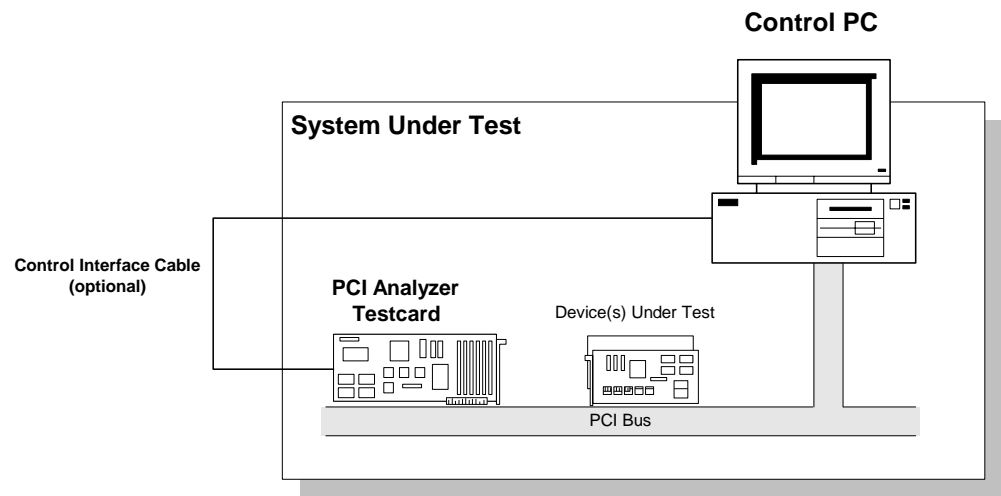 Control PC
System Under Test
Control Interface Cable
(optional)
PCI Analyzer
Testcard
Device(s) Under Test
PCI Bus